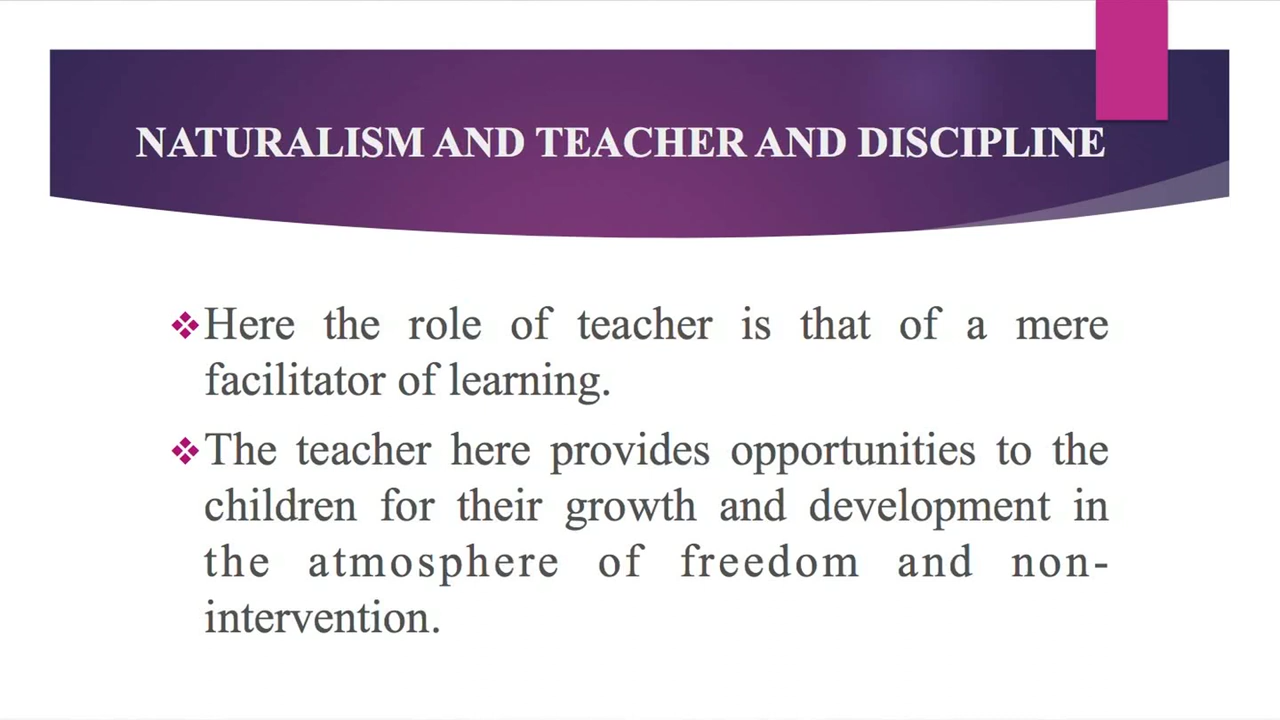 NATURALISM AND TEACHER AND DISCIPLINE
❖Here the role of teacher is that of a mere
facilitator of learning.
❖The teacher here provides opportunities to the
children for their growth and development in
the atmosphere of freedom and non-
intervention.